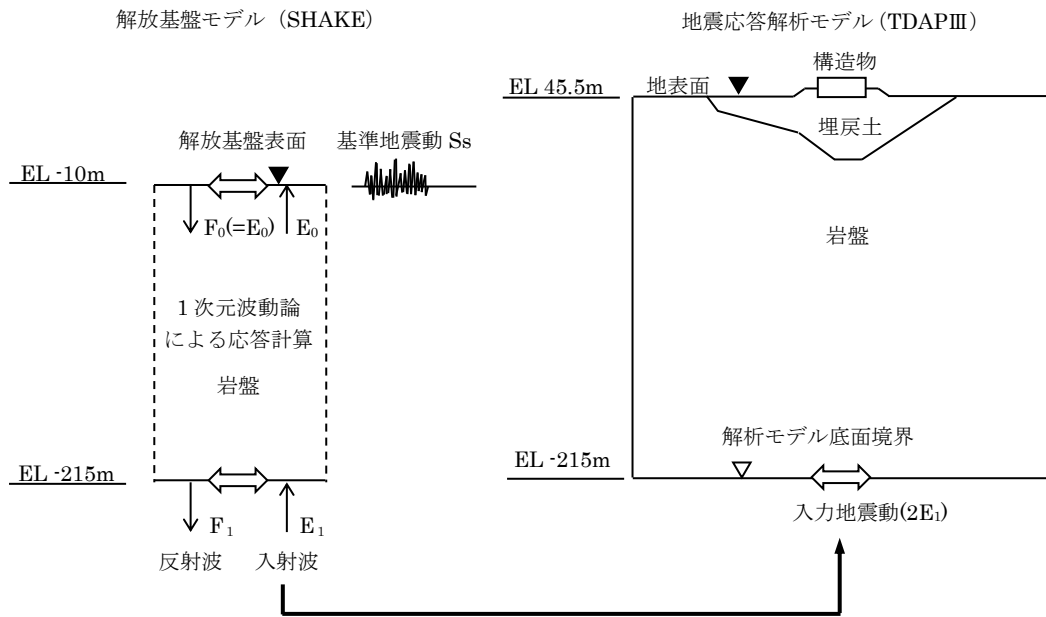 解放基盤モデル（SHAKE）
解放基盤表面
基準地震動 Ss
EL -10m
F₀(=E₀)
E₀
1 次元波動論
による応答計算
岩盤
EL -215m
F₁
E₁
反射波
入射波
地震応答解析モデル（TDAPⅢ）
構造物
地表面
EL 45.5m
埋戻土
岩盤
解析モデル底面境界
EL -215m
入力地震動(2E₁)